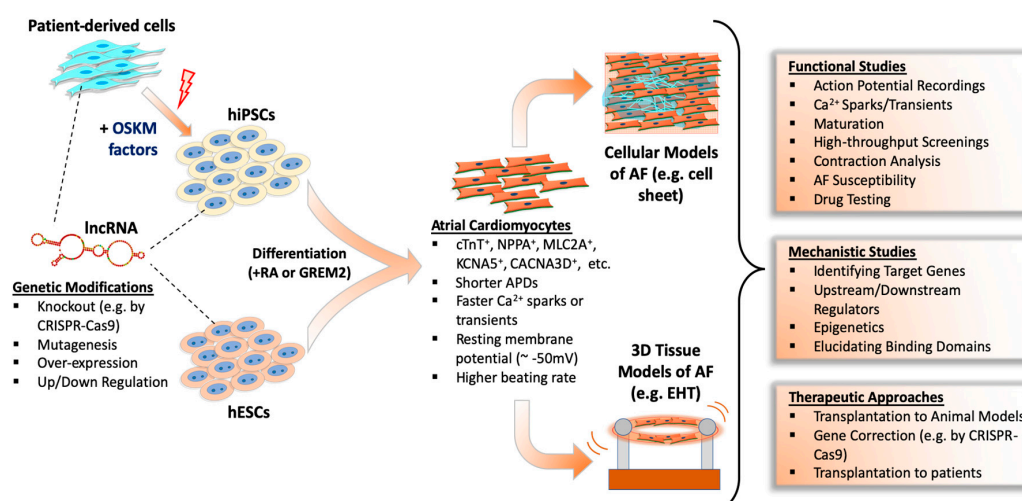 Patient-derived cells
+ OSKM
factors
hiPSCs
lncRNA
Genetic Modifications
▪ Knockout (e.g. by
CRISPR-Cas9)
▪ Mutagenesis
▪ Over-expression
▪ Up/Down Regulation
hESCs
Differentiation
(+RA or GREM2)
Atrial Cardiomyocytes
▪ cTnT⁺, NPPA⁺, MLC2A⁺,
KCNA5⁺, CACNA3D⁺, etc.
▪ Shorter APDs
▪ Faster Ca²⁺ sparks or
transients
▪ Resting membrane
potential (~ -50mV)
▪ Higher beating rate
Cellular Models
of AF (e.g. cell
sheet)
3D Tissue
Models of AF
(e.g. EHT)
Functional Studies
▪ Action Potential Recordings
▪ Ca²⁺ Sparks/Transients
▪ Maturation
▪ High-throughput Screenings
▪ Contraction Analysis
▪ AF Susceptibility
▪ Drug Testing
Mechanistic Studies
▪ Identifying Target Genes
▪ Upstream/Downstream
Regulators
▪ Epigenetics
▪ Elucidating Binding Domains
Therapeutic Approaches
▪ Transplantation to Animal Models
▪ Gene Correction (e.g. by CRISPR-
Cas9)
▪ Transplantation to patients